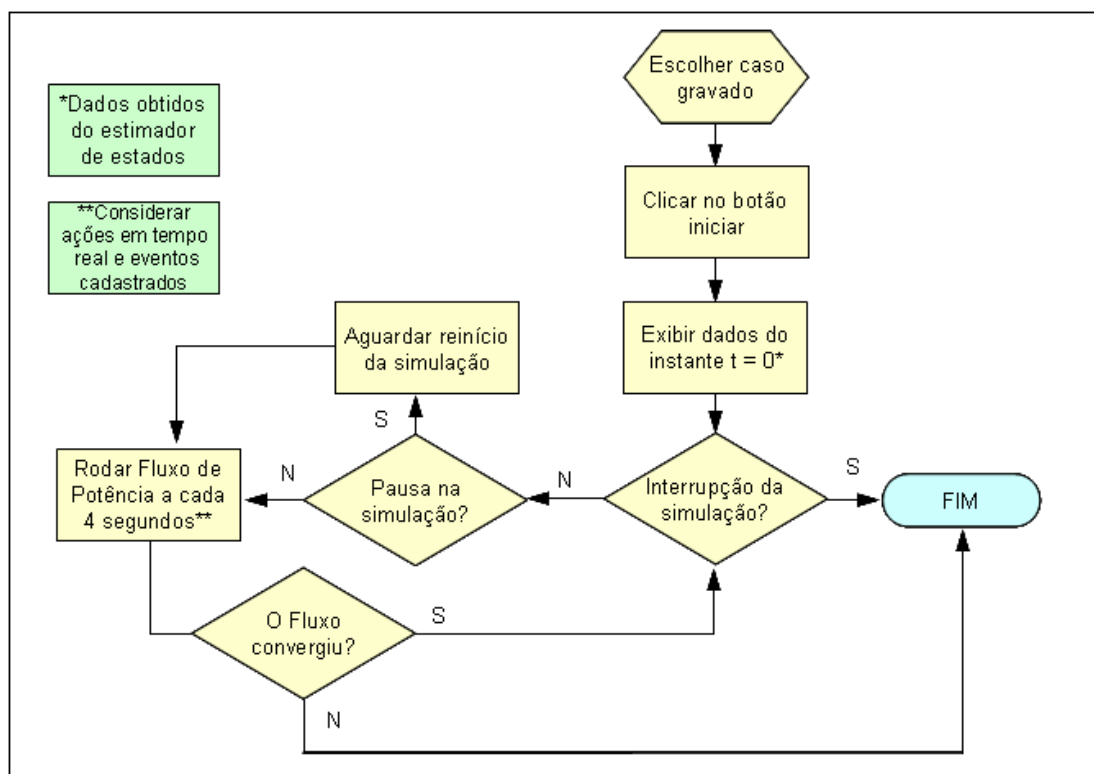 Escolher caso
gravado
*Dados obtidos
do estimador
de estados
**Considerar
ações em tempo
real e eventos
cadastrados
Clicar no botão
iniciar
Exibir dados do
instante t = 0*
Aguardar reinício
da simulação
S
Interrupção da
simulação?
S
FIM
N
Pausa na
simulação?
N
Rodar Fluxo de
Potência a cada
4 segundos**
O Fluxo
convergiu?
S
N